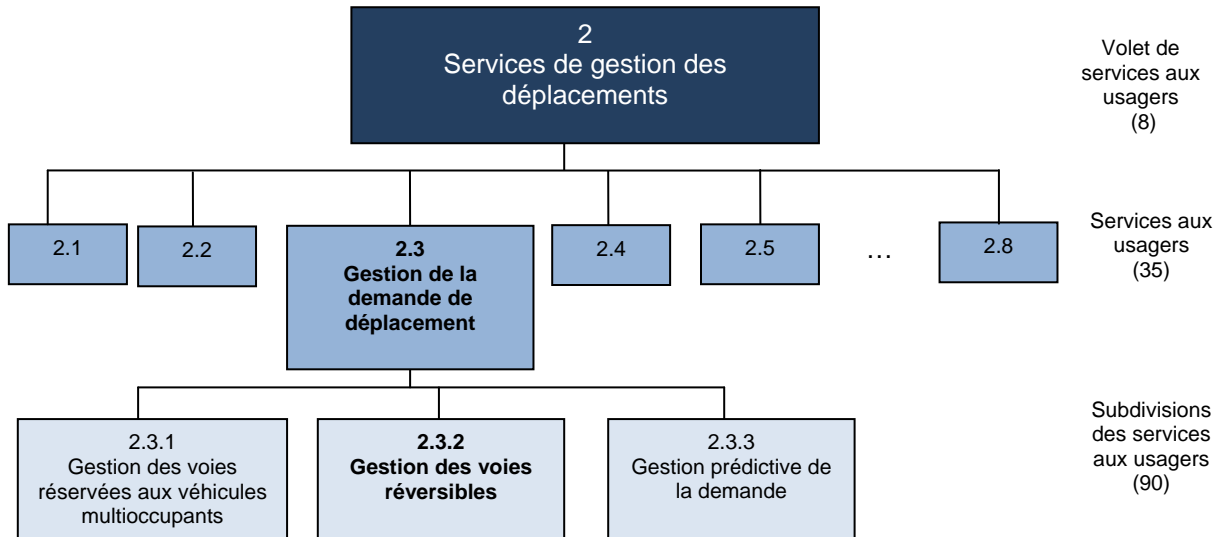 2
Services de gestion des
déplacements
Volet de
services aux
usagers
(8)
2.1
2.2
2.3
Gestion de la
demande de
déplacement
2.4
2.5
…
2.8
Services aux
usagers
(35)
2.3.1
Gestion des voies
réservées aux véhicules
multioccupants
2.3.2
Gestion des voies
réversibles
2.3.3
Gestion prédictive de
la demande
Subdivisions
des services
aux usagers
(90)